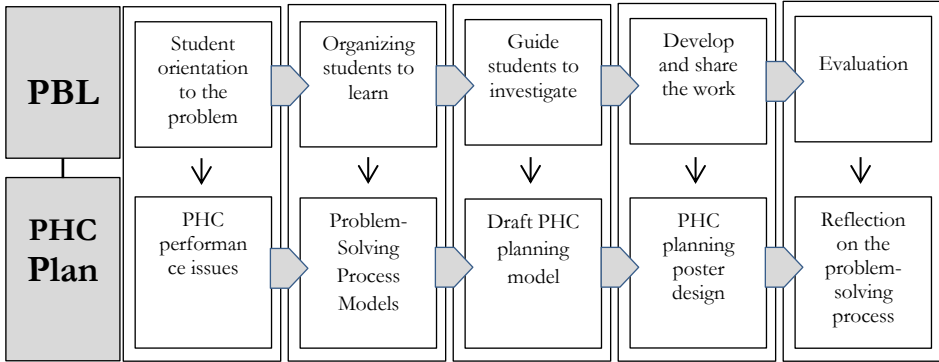 PBL
Student
orientation
to the
problem
Organizing
students to
learn
Guide
students to
investigate
Develop
and share
the work
Evaluation
PHC
Plan
PHC
performan
ce issues
Problem-
Solving
Process
Models
Draft PHC
planning
model
PHC
planning
poster
design
Reflection
on the
problem-
solving
process